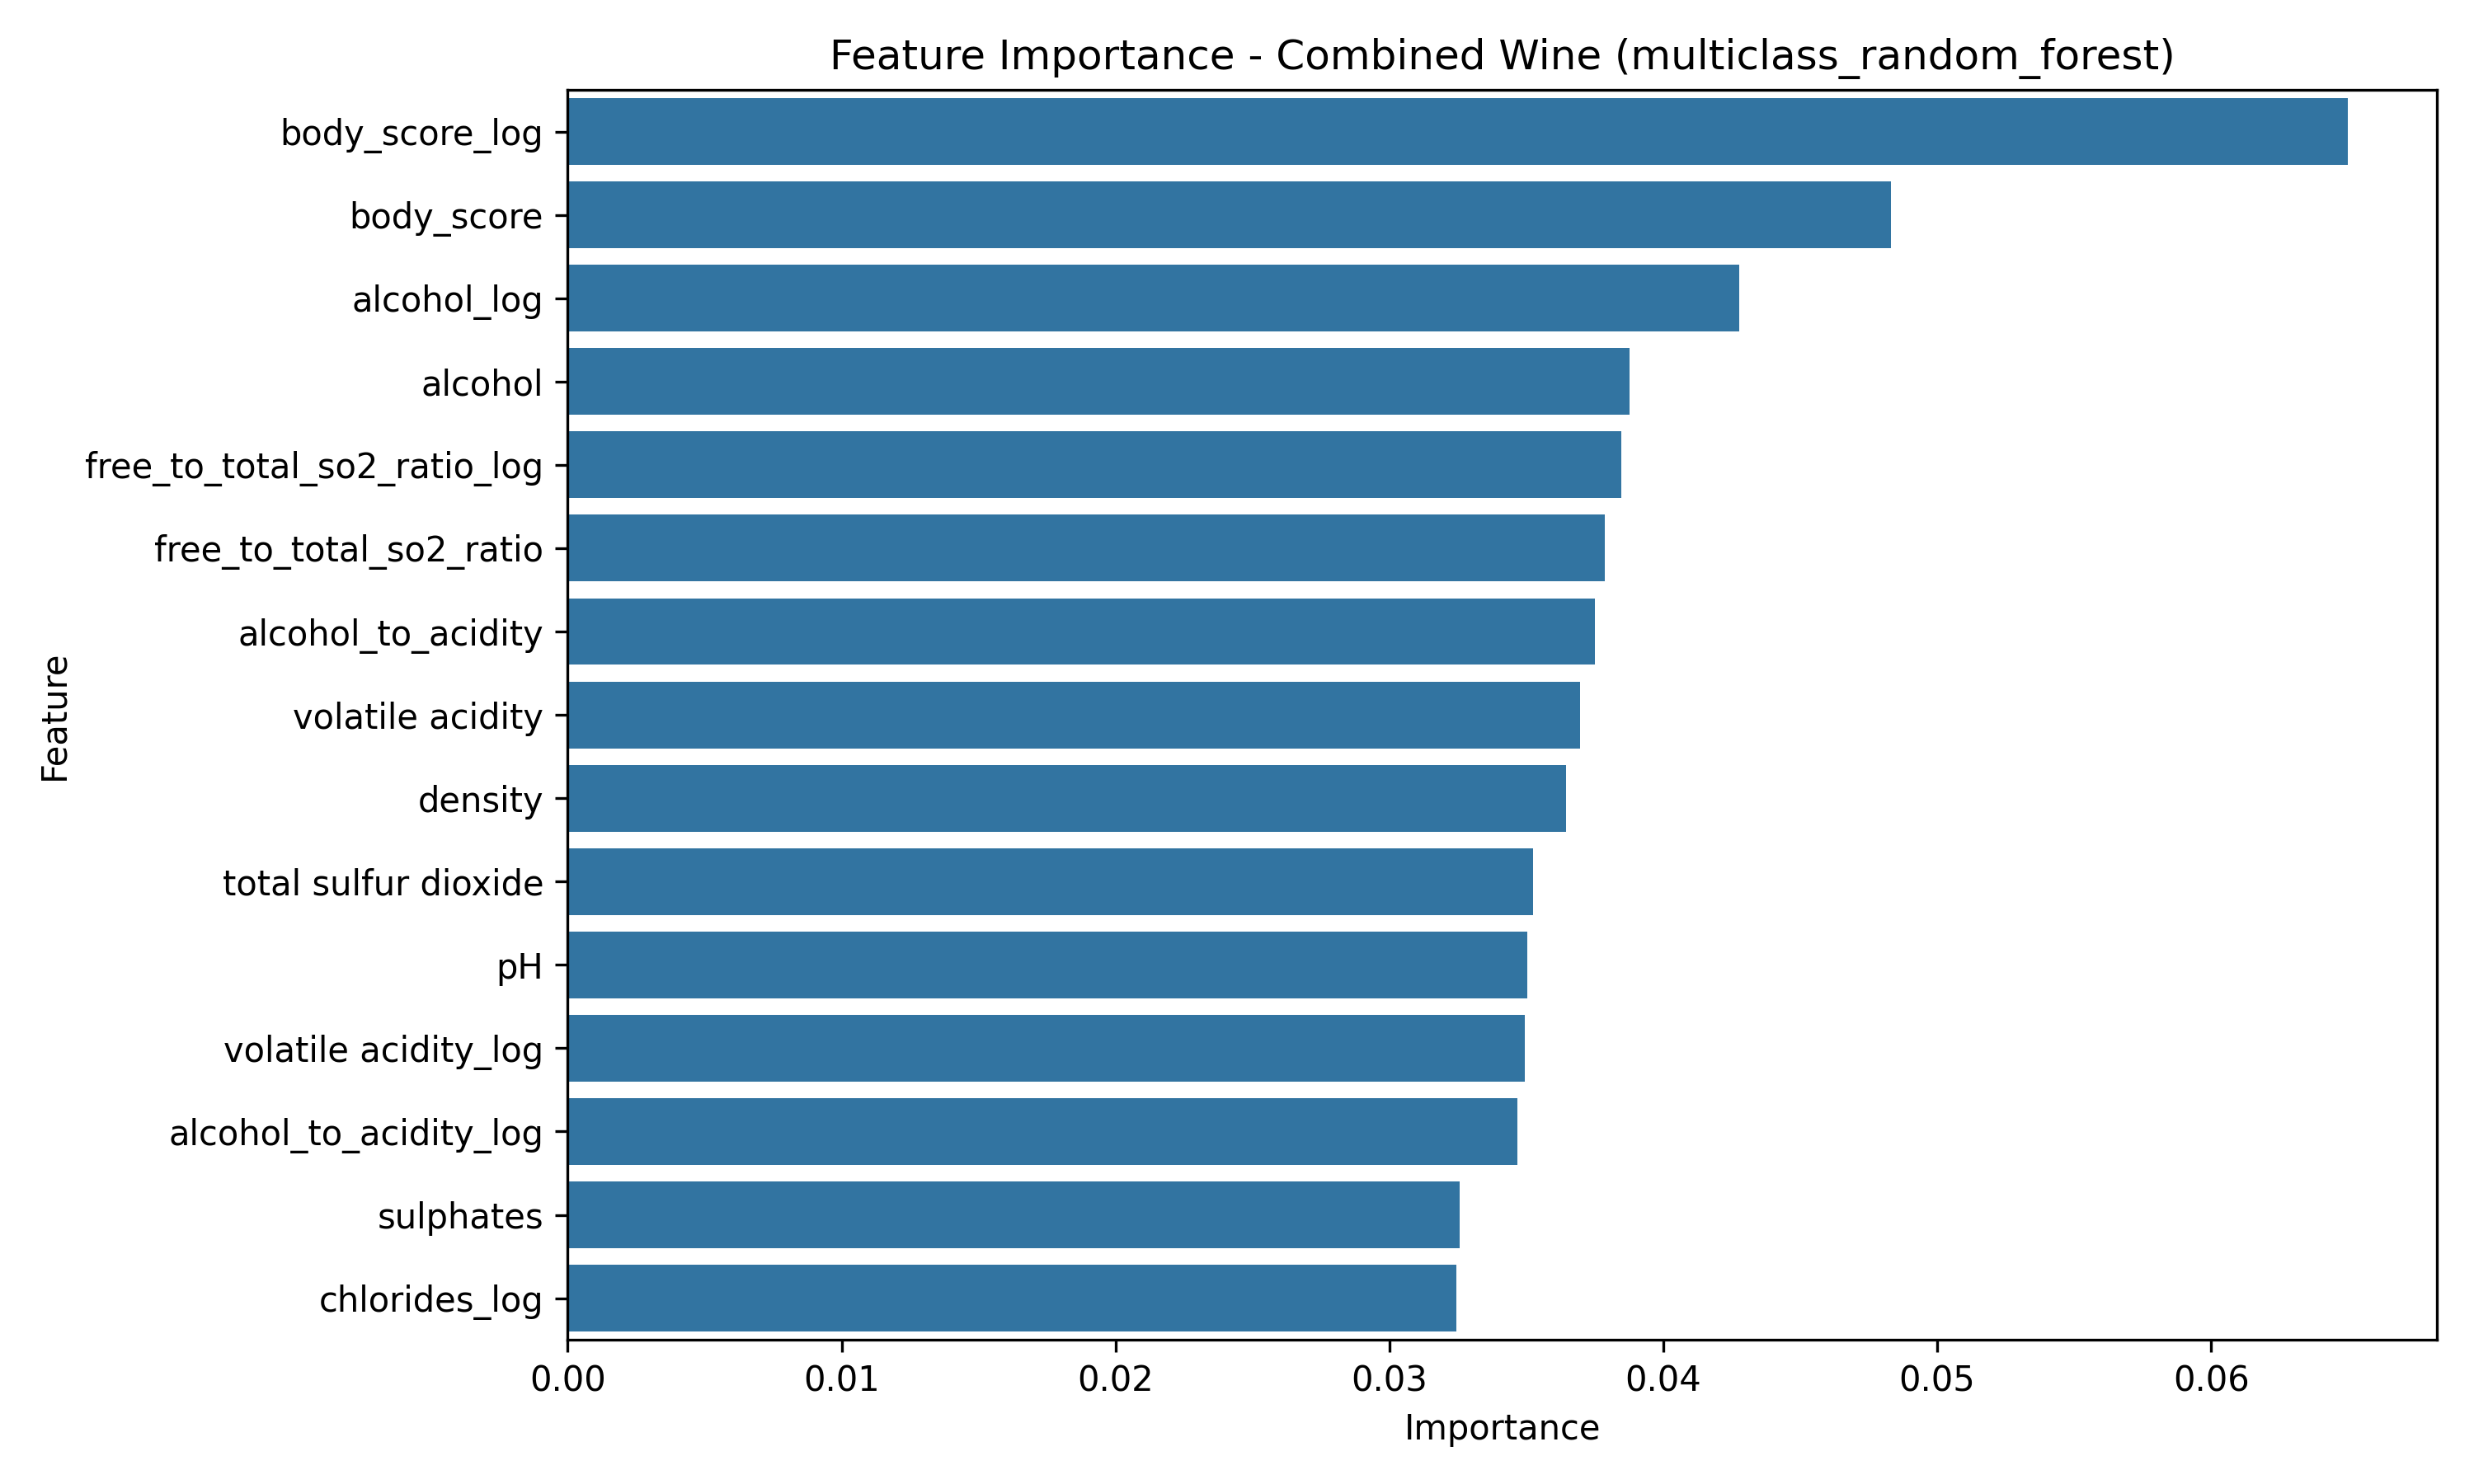 Feature Importance - Combined Wine (multiclass_random_forest)
body_score_log
body_score
alcohol_log
alcohol
free_to_total_so2_ratio_log
free_to_total_so2_ratio
alcohol_to_acidity
volatile acidity
density
total sulfur dioxide
pH
volatile acidity_log
alcohol_to_acidity_log
sulphates
chlorides_log
Feature
0.00 0.01 0.02 0.03 0.04 0.05 0.06
Importance